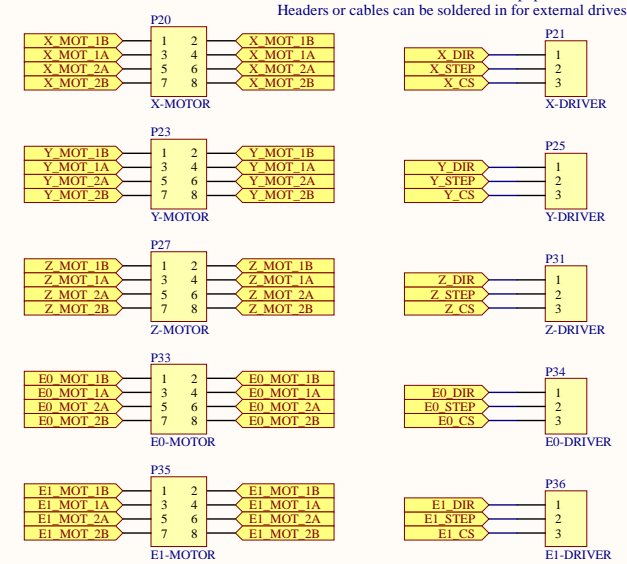 Headers or cables can be soldered in for external drives
P20
X_MOT_1B 1 2 X_MOT_1B
X_MOT_1A 3 4 X_MOT_1A
X_MOT_2A 5 6 X_MOT_2A
X_MOT_2B 7 8 X_MOT_2B
X-MOTOR
P21
X_DIR 1
X_STEP 2
X_CS 3
X-DRIVER
P23
Y_MOT_1B 1 2 Y_MOT_1B
Y_MOT_1A 3 4 Y_MOT_1A
Y_MOT_2A 5 6 Y_MOT_2A
Y_MOT_2B 7 8 Y_MOT_2B
Y-MOTOR
P25
Y_DIR 1
Y_STEP 2
Y_CS 3
Y-DRIVER
P27
Z_MOT_1B 1 2 Z_MOT_1B
Z_MOT_1A 3 4 Z_MOT_1A
Z_MOT_2A 5 6 Z_MOT_2A
Z_MOT_2B 7 8 Z_MOT_2B
Z-MOTOR
P31
Z_DIR 1
Z_STEP 2
Z_CS 3
Z-DRIVER
P33
E0_MOT_1B 1 2 E0_MOT_1B
E0_MOT_1A 3 4 E0_MOT_1A
E0_MOT_2A 5 6 E0_MOT_2A
E0_MOT_2B 7 8 E0_MOT_2B
E0-MOTOR
P34
E0_DIR 1
E0_STEP 2
E0_CS 3
E0-DRIVER
P35
E1_MOT_1B 1 2 E1_MOT_1B
E1_MOT_1A 3 4 E1_MOT_1A
E1_MOT_2A 5 6 E1_MOT_2A
E1_MOT_2B 7 8 E1_MOT_2B
E1-MOTOR
P36
E1_DIR 1
E1_STEP 2
E1_CS 3
E1-DRIVER